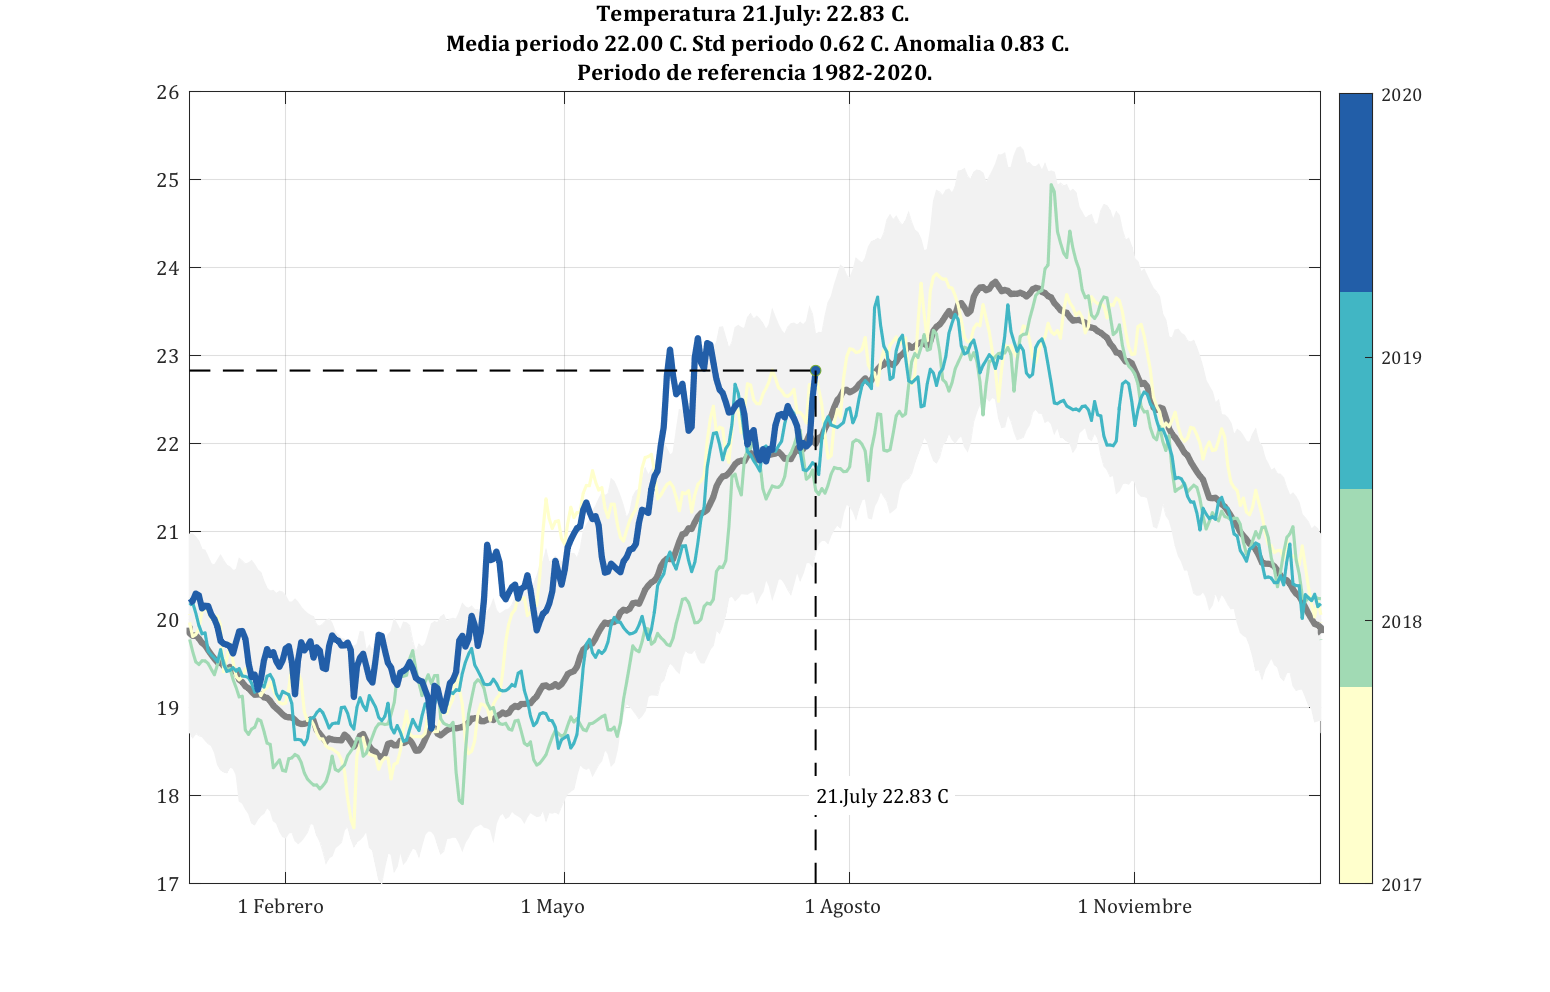 Temperatura 21.July: 22.83 C.
Media periodo 22.00 C. Std periodo 0.62 C. Anomalia 0.83 C.
Periodo de referencia 1982-2020.
26
25
24
23
22
21
20
19
18
17
21.July 22.83 C
1 Febrero
1 Mayo
1 Agosto
1 Noviembre
2020
2019
2018
2017